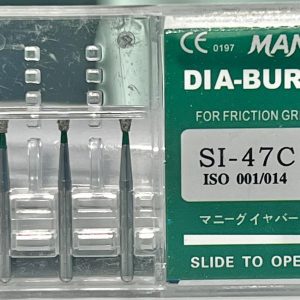 CE 0197 MAN
DIA-BUR
FOR FRICTION GR
SI-47C
ISO 001/014
マニーダイヤバー
SLIDE TO OPE